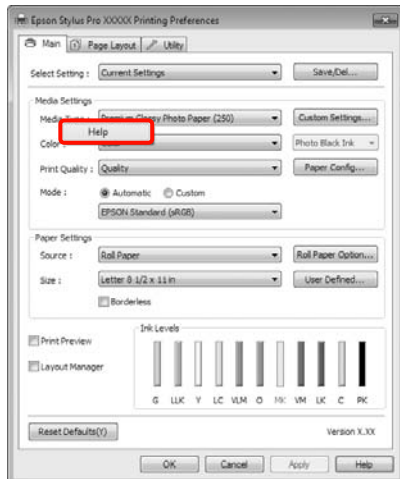 Epson Stylus Pro XXXXX Printing Preferences
Main Page Layout Utility
Select Setting : Current Settings Save/Del...
Media Settings
Media Type : Premium Glossy Photo Paper (250) Custom Settings...
Help
Color : Photo Black Ink
Print Quality : Quality Paper Config...
Mode : Automatic Custom
EPSON Standard (sRGB)
Paper Settings
Source : Roll Paper Roll Paper Option...
Size : Letter 8 1/2 x 11 in User Defined...
Borderless
Print Preview
Layout Manager
Ink Levels
G LLK Y LC VLM O MK VM LK C PK
Reset Defaults(Y) Version X.XX
OK Cancel Apply Help